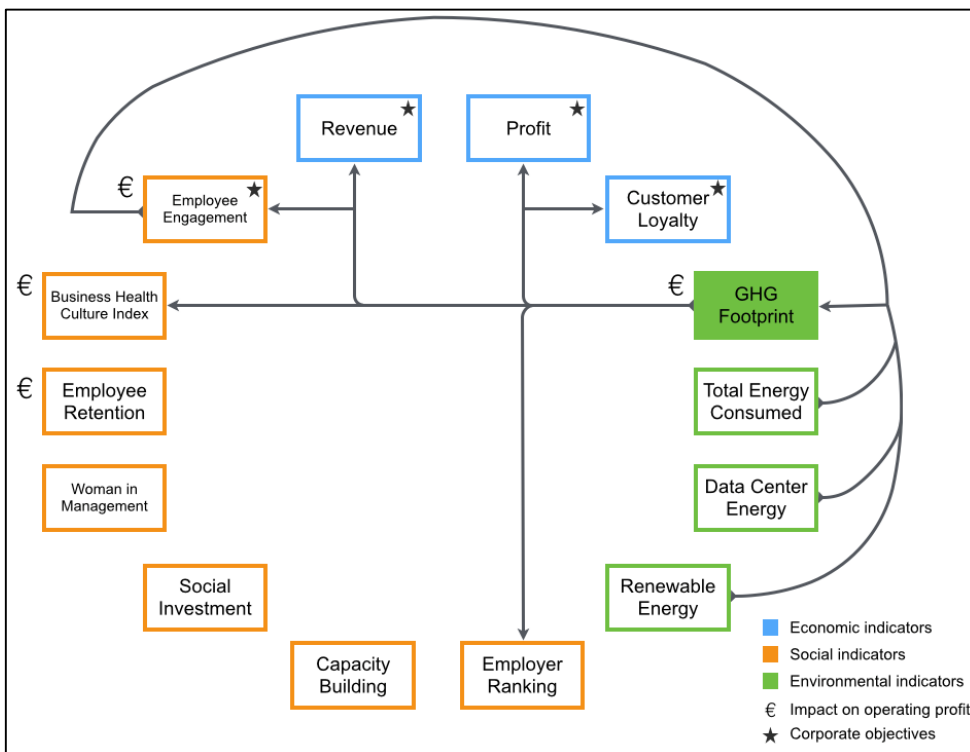 Revenue
Profit
€
Employee
Engagement
Customer
Loyalty
€
Business Health
Culture Index
€
GHG
Footprint
€
Employee
Retention
Total Energy
Consumed
Woman in
Management
Data Center
Energy
Social
Investment
Renewable
Energy
Capacity
Building
Employer
Ranking
Economic indicators
Social indicators
Environmental indicators
€ Impact on operating profit
★ Corporate objectives